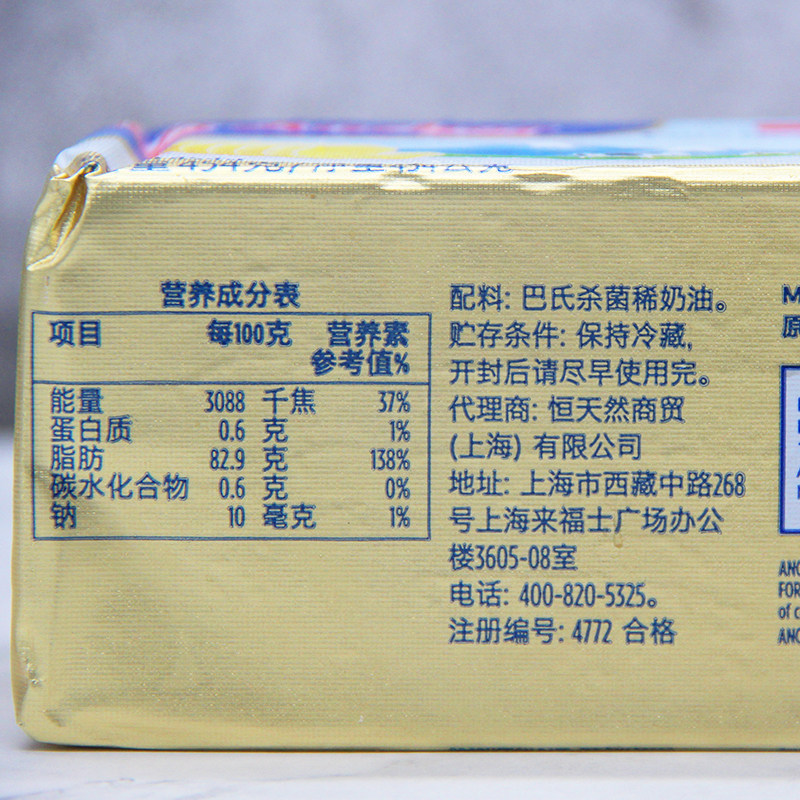 营养成分表
项目 每100克 营养素
参考值%
能量 3088 千焦 37%
蛋白质 0.6 克 1%
脂肪 82.9 克 138%
碳水化合物 0.6 克 0%
钠 10 毫克 1%
配料: 巴氏杀菌稀奶油。
贮存条件: 保持冷藏,
开封后请尽早使用完。
代理商: 恒天然商贸
(上海) 有限公司
地址: 上海市西藏中路268
号上海来福士广场办公
楼3605-08室
电话: 400-820-5325。
注册编号: 4772 合格
原
of